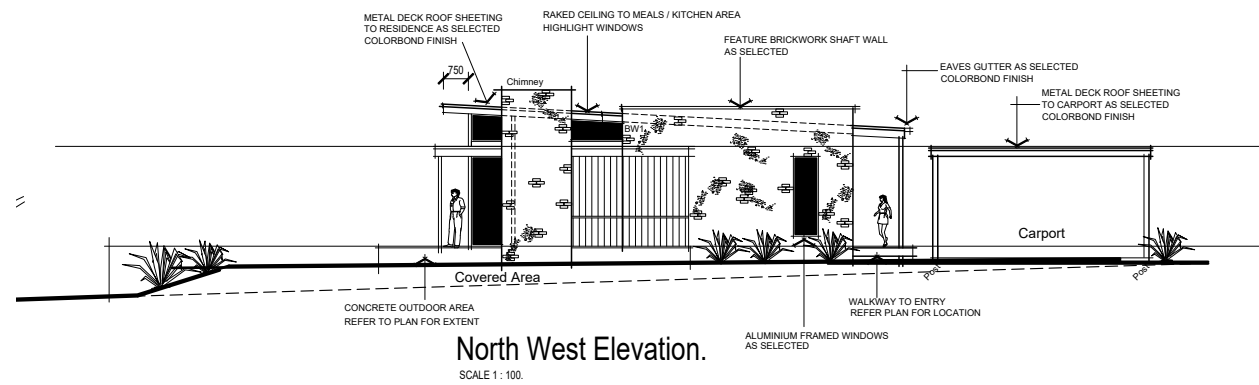 METAL DECK ROOF SHEETING
TO RESIDENCE AS SELECTED
COLORBOND FINISH
RAKED CEILING TO MEALS / KITCHEN AREA
HIGHLIGHT WINDOWS
FEATURE BRICKWORK SHAFT WALL
AS SELECTED
EAVES GUTTER AS SELECTED
COLORBOND FINISH
METAL DECK ROOF SHEETING
TO CARPORT AS SELECTED
COLORBOND FINISH
750
Chimney
BW1
Carport
Covered Area
Post
Post
CONCRETE OUTDOOR AREA
REFER TO PLAN FOR EXTENT
WALKWAY TO ENTRY
REFER PLAN FOR LOCATION
ALUMINIUM FRAMED WINDOWS
AS SELECTED
North West Elevation.
SCALE 1 : 100.